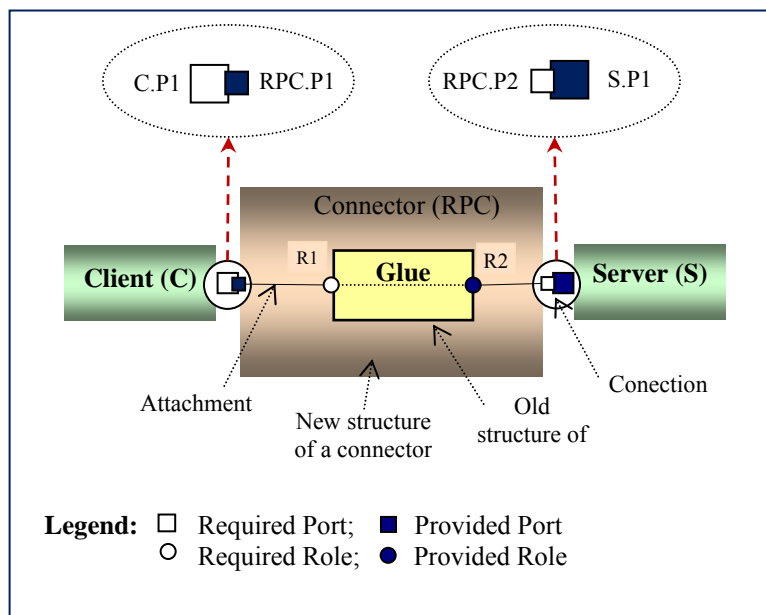 C.P1
RPC.P1
RPC.P2
S.P1
Connector (RPC)
Client (C)
R1
Glue
R2
Server (S)
Attachment
New structure
of a connector
Old
structure of
Conection
Legend: Required Port; Provided Port
Required Role; Provided Role